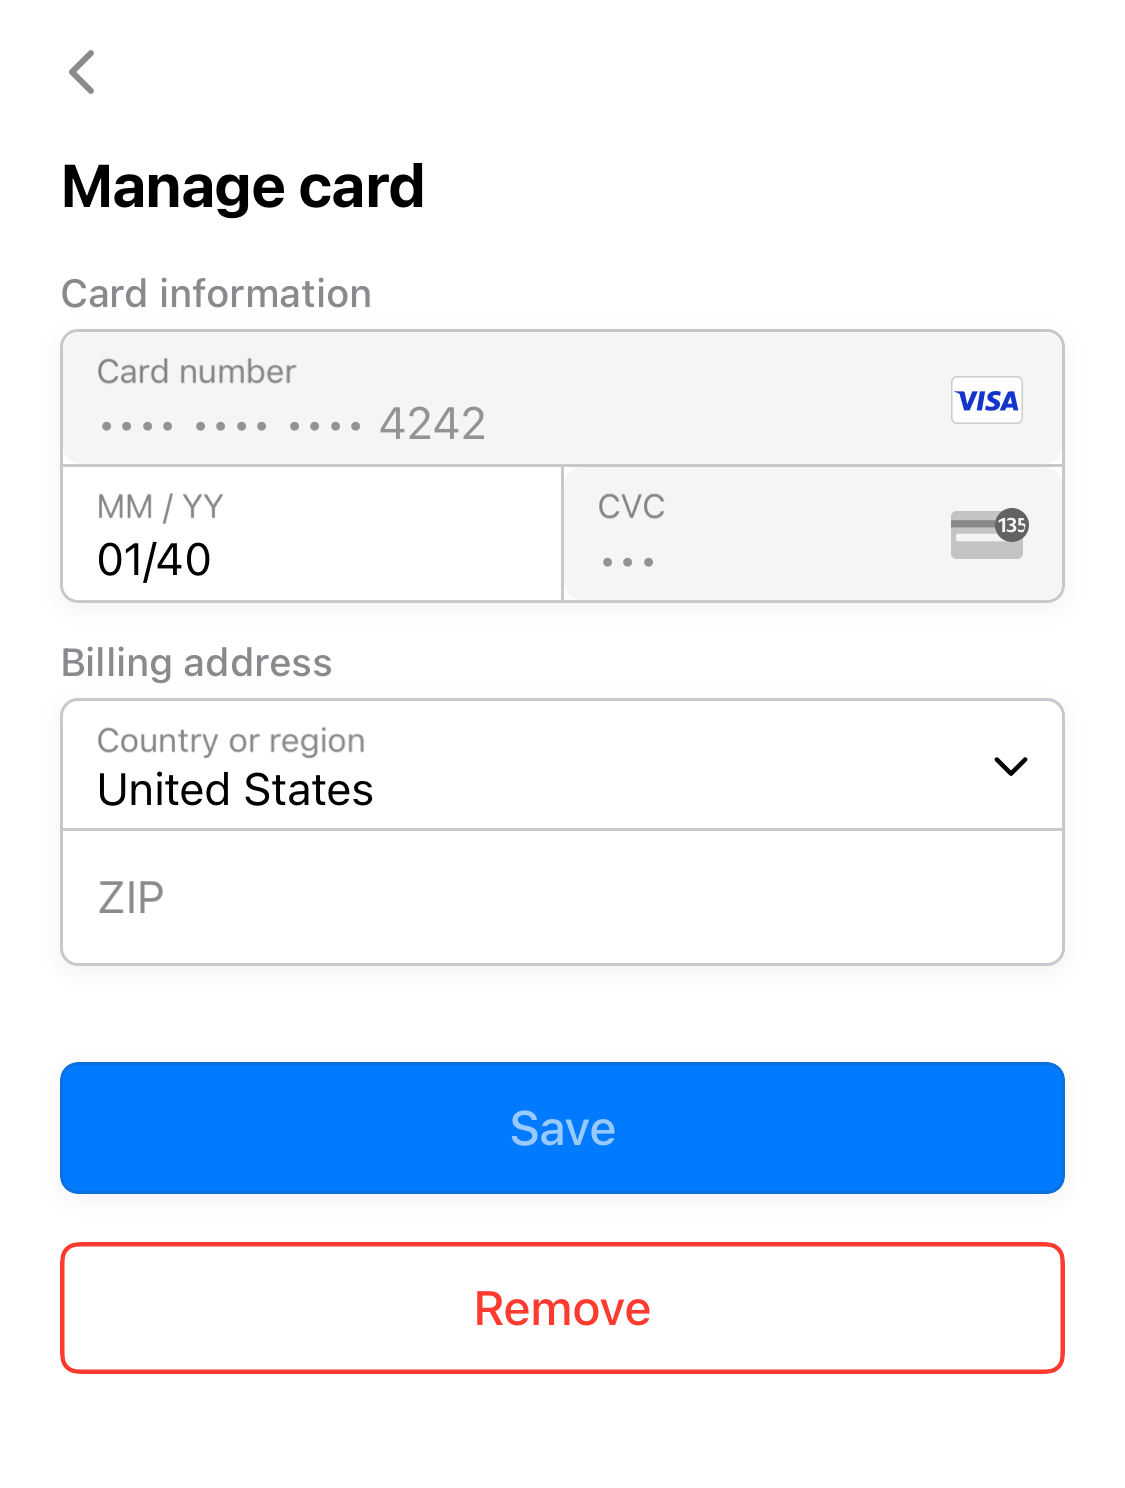 Manage card
Card information
Card number
•••• •••• •••• 4242
VISA
MM / YY
01/40
CVC
•••
135
Billing address
Country or region
United States
ZIP
Save
Remove